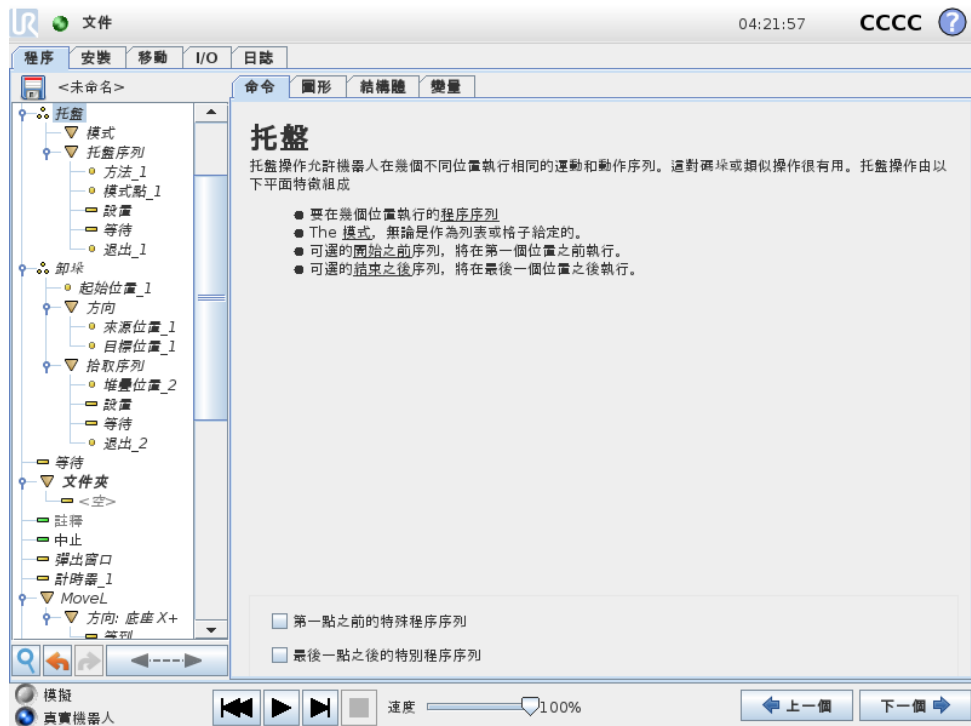 UR 文件 04:21:57 CCCC ?
程序 安裝 移動 I/O 日誌
<未命名> 命令 圖形 結構體 變量
托盤
模式
托盤序列
方法_1
模式點_1
設置
等待
退出_1
卸垛
起始位置_1
方向
來源位置_1
目標位置_1
拾取序列
堆疊位置_2
設置
等待
退出_2
等待
文件夾
<空>
註釋
中止
彈出窗口
計時器_1
MoveL
方向: 底座 X+
等到
托盤
托盤操作允許機器人在幾個不同位置執行相同的運動和動作序列。這對碼垛或類似操作很有用。托盤操作由以
下平面特徵組成
要在幾個位置執行的程序序列
The 模式，無論是作為列表或格子給定的。
可選的開始之前序列，將在第一個位置之前執行。
可選的結束之後序列，將在最後一個位置之後執行。
第一點之前的特殊程序序列
最後一點之後的特別程序序列
模擬
真實機器人
速度 100%
上一個 下一個